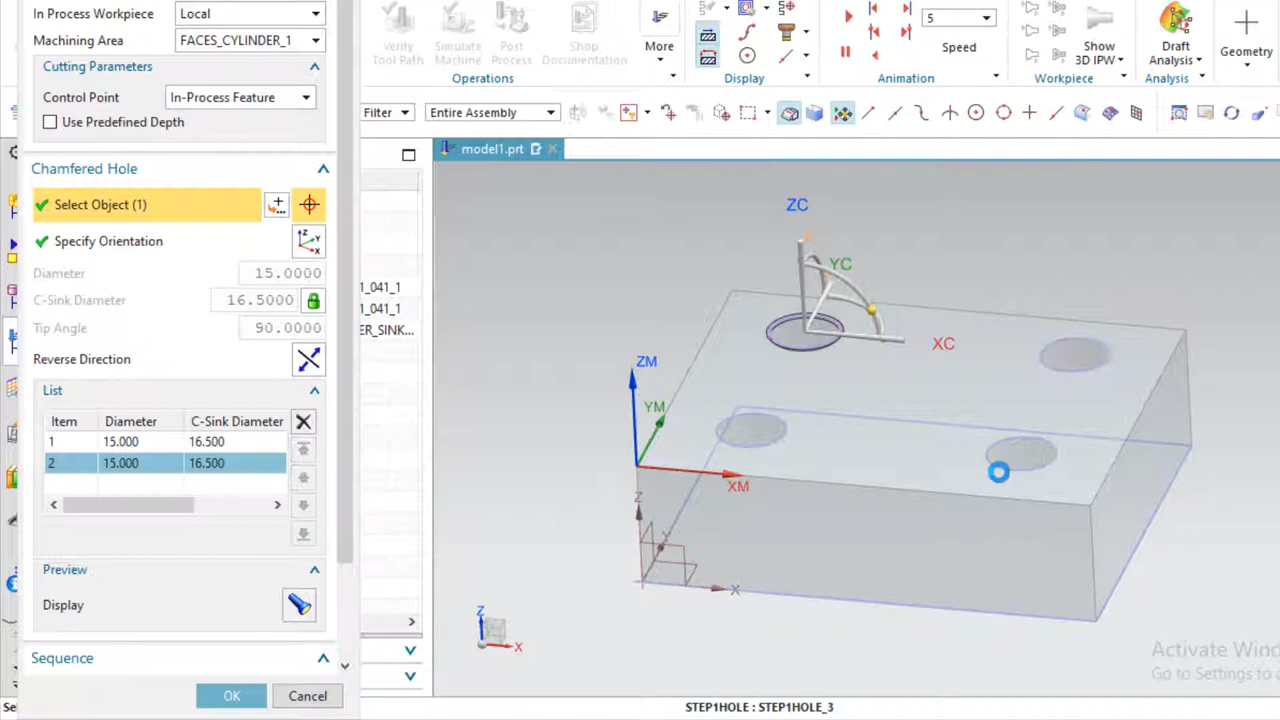 In Process Workpiece Local
Machining Area FACES_CYLINDER_1
Cutting Parameters
Control Point In-Process Feature
Use Predefined Depth
Chamfered Hole
Select Object (1)
Specify Orientation
Diameter 15.0000
C-Sink Diameter 16.5000
Tip Angle 90.0000
Reverse Direction
List
Item Diameter C-Sink Diameter
1 15.000 16.500
2 15.000 16.500
Preview
Display
Sequence
OK Cancel
Verify Tool Path
Simulate Machine
Post Process
Shop Documentation
More
Operations
Display
5
Speed
Animation
Show 3D IPW
Workpiece
Draft Analysis
Analysis
Geometry
Filter Entire Assembly
model1.prt
1_041_1
1_041_1
ER_SINK...
ZC
YC
XC
ZM
YM
XM
Z
Y
X
Z
X
Activate Wind
Go to Settings to a
STEP1HOLE : STEP1HOLE_3